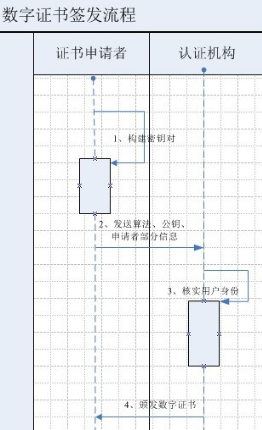 数字证书签发流程
证书申请者
认证机构
1、构建密钥对
2、发送算法、公钥、
申请者部分信息
3、核实用户身份
4、颁发数字证书